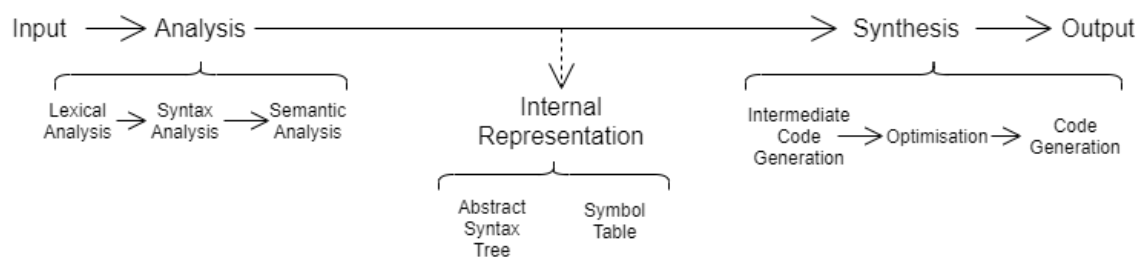 Input
Analysis
Synthesis
Output
Lexical
Analysis
Syntax
Analysis
Semantic
Analysis
Internal
Representation
Abstract
Syntax
Tree
Symbol
Table
Intermediate
Code
Generation
Optimisation
Code
Generation